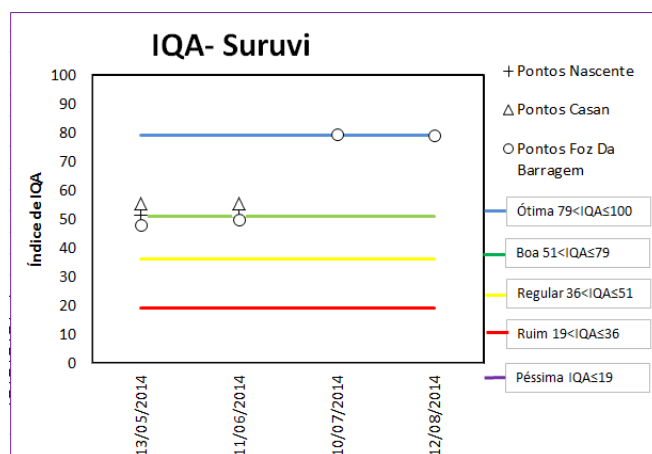 IQA- Suruvi
Índice de IQA
100
90
80
70
60
50
40
30
20
10
0
13/05/2014
11/06/2014
10/07/2014
12/08/2014
Pontos Nascente
Pontos Casan
Pontos Foz Da
Barragem
Ótima 79<IQA≤100
Boa 51<IQA≤79
Regular 36<IQA≤51
Ruim 19<IQA≤36
Péssima IQA≤19